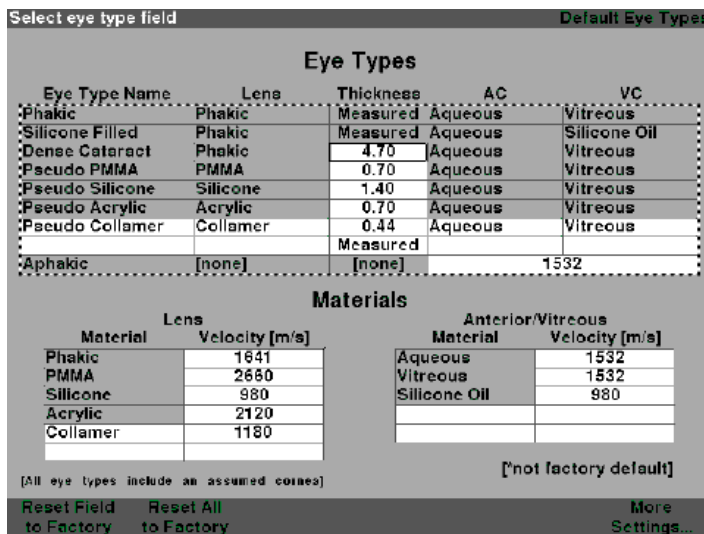 Select eye type field Default Eye Types
Eye Types
Eye Type Name Lens Thickness AC VC
Phakic Phakic Measured Aqueous Vitreous
Silicone Filled Phakic Measured Aqueous Silicone Oil
Dense Cataract Phakic 4.70 Aqueous Vitreous
Pseudo PMMA PMMA 0.70 Aqueous Vitreous
Pseudo Silicone Silicone 1.40 Aqueous Vitreous
Pseudo Acrylic Acrylic 0.70 Aqueous Vitreous
Pseudo Collamer Collamer 0.44 Aqueous Vitreous
Measured
Aphakic [none] [none] 1532
Materials
Lens Anterior/Vitreous
Material Velocity [m/s] Material Velocity [m/s]
Phakic 1641 Aqueous 1532
PMMA 2660 Vitreous 1532
Silicone 980 Silicone Oil 980
Acrylic 2120
Collamer 1180
[*not factory default]
[All eye types include an assumed cornea]
Reset Field Reset All More
to Factory to Factory Settings...